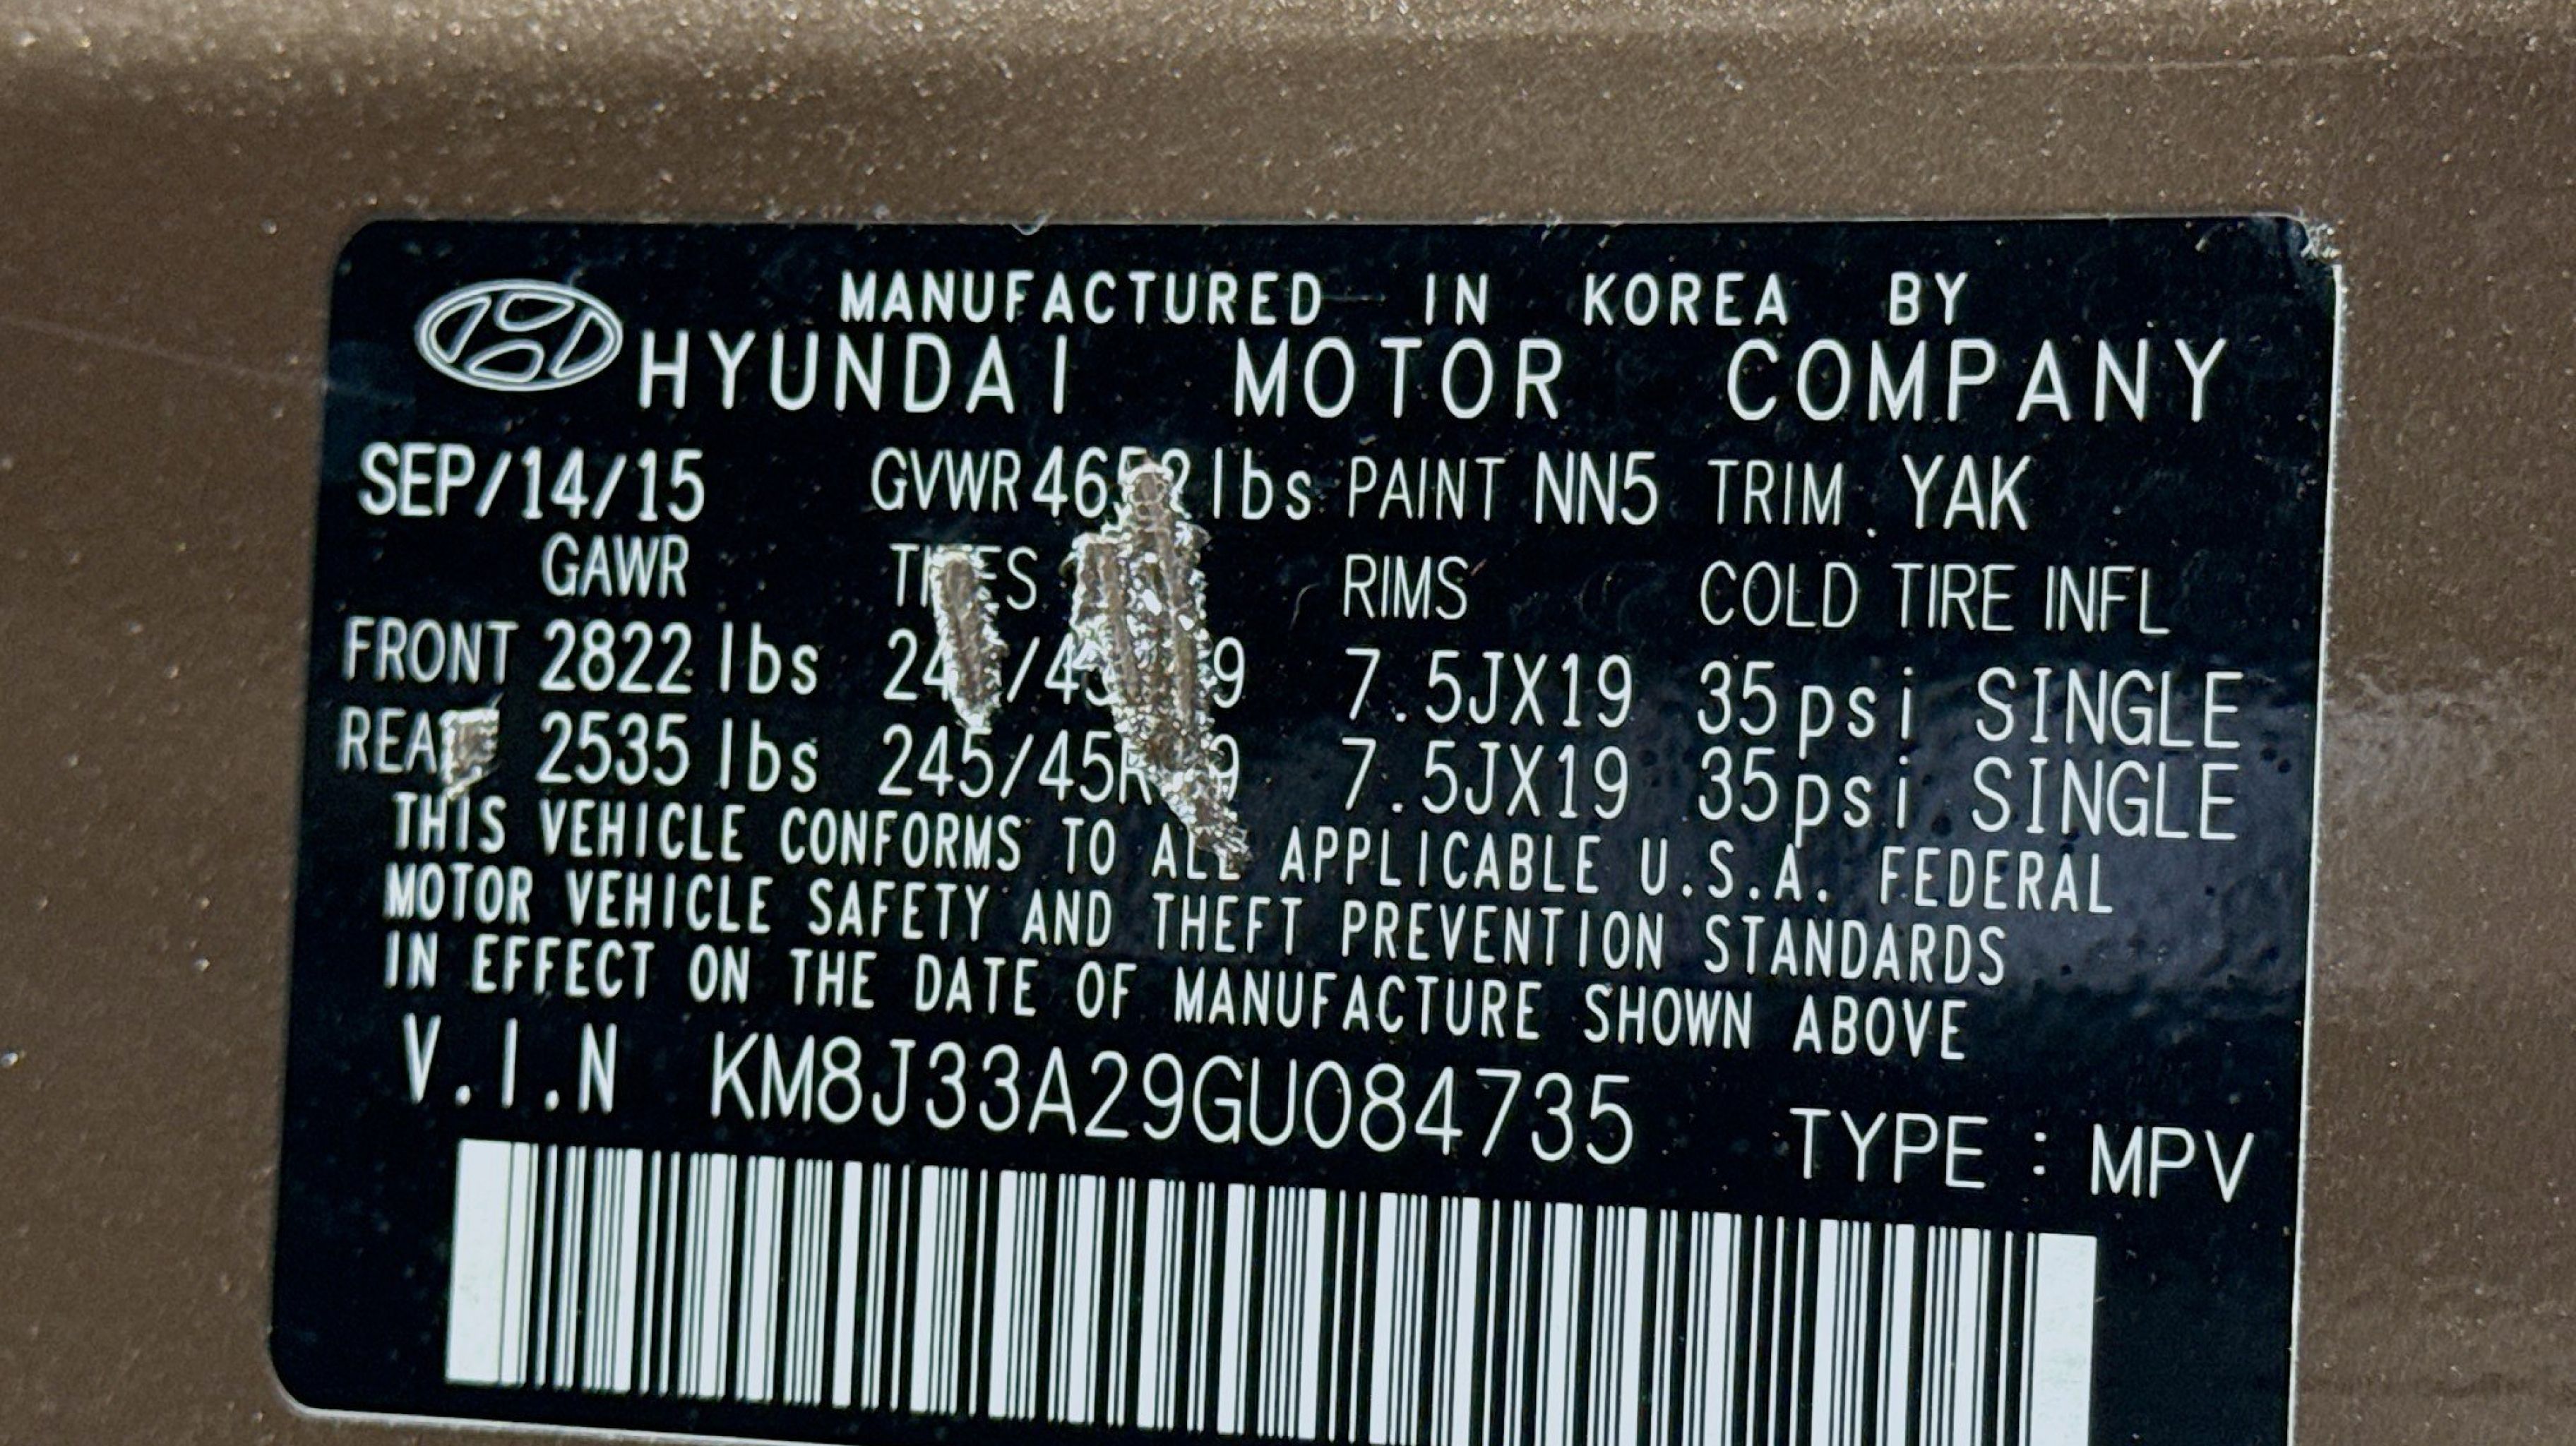 MANUFACTURED IN KOREA BY
HYUNDAI MOTOR COMPANY
SEP/14/15 GVWR lbs PAINT NN5 TRIM YAK
GAWR RIMS COLD TIRE INFL
FRONT 2822 lbs 7.5JX19 35psi SINGLE
2535 lbs 7.5JX19 35psi SINGLE
THIS VEHICLE CONFORMS TO ALL APPLICABLE U.S.A. FEDERAL
MOTOR VEHICLE SAFETY AND THEFT PREVENTION STANDARDS
IN EFFECT ON THE DATE OF MANUFACTURE SHOWN ABOVE
V.I.N KM8J33A29GU084735 TYPE : MPV